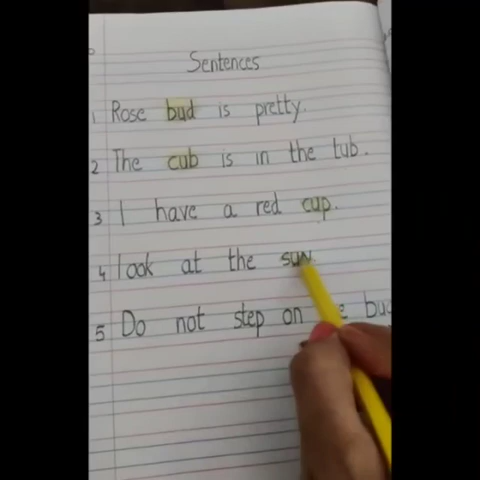 Sentences
1 Rose bud is pretty.
2 The cub is in the tub.
3 I have a red cup.
4 look at the sun
5 Do not step on